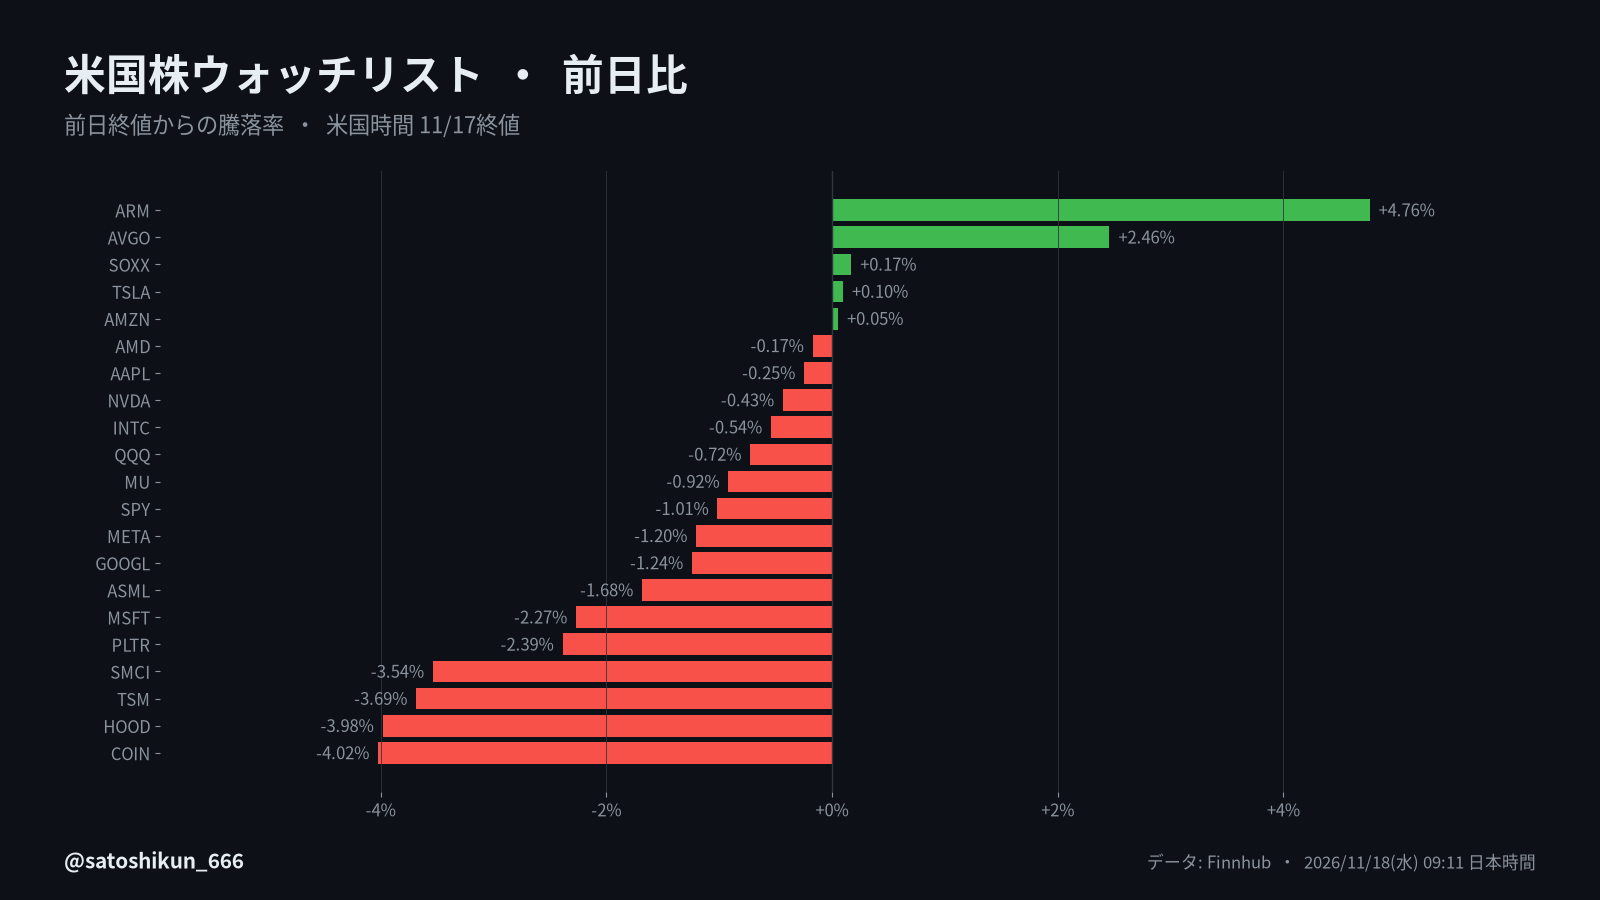 米国株ウォッチリスト ・ 前日比
前日終値からの騰落率 ・ 米国時間 11/17終値
ARM +4.76%
AVGO +2.46%
SOXX +0.17%
TSLA +0.10%
AMZN +0.05%
AMD -0.17%
AAPL -0.25%
NVDA -0.43%
INTC -0.54%
QQQ -0.72%
MU -0.92%
SPY -1.01%
META -1.20%
GOOGL -1.24%
ASML -1.68%
MSFT -2.27%
PLTR -2.39%
SMCI -3.54%
TSM -3.69%
HOOD -3.98%
COIN -4.02%
-4% -2% +0% +2% +4%
@satoshikun_666
データ: Finnhub ・ 2026/11/18(水) 09:11 日本時間